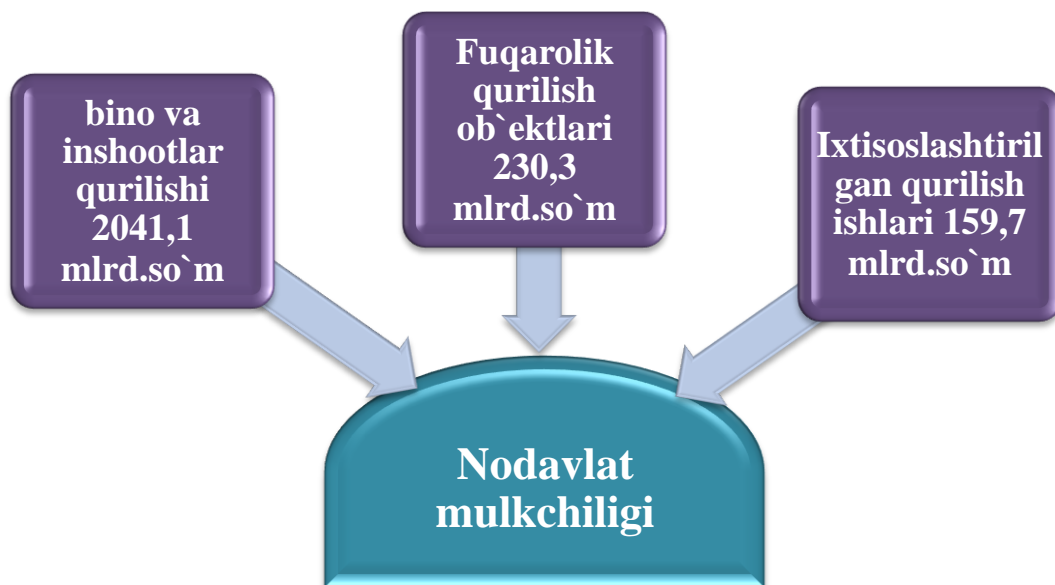 bino va
inshootlar
qurilishi
2041,1
mlrd.so`m
Fuqarolik
qurilish
ob`ektlari
230,3
mlrd.so`m
Ixtisoslashtiril
gan qurilish
ishlari 159,7
mlrd.so`m
Nodavlat
mulkchiligi